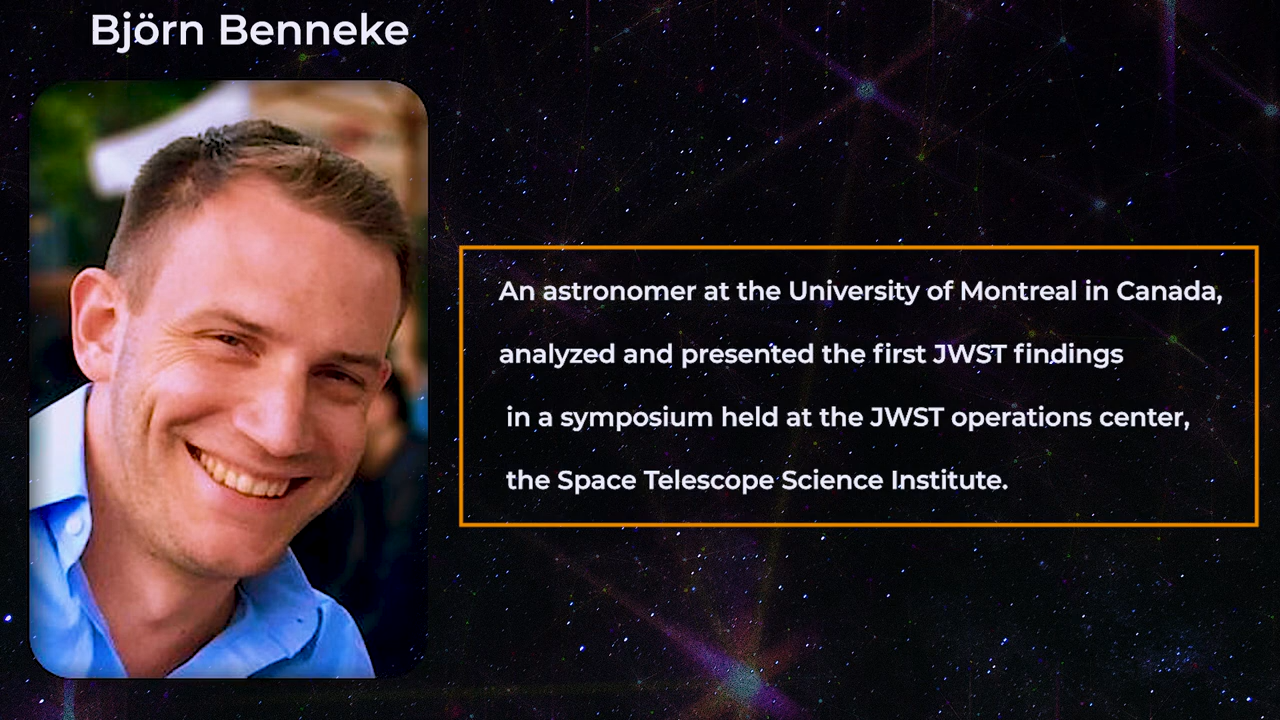 Björn Benneke
An astronomer at the University of Montreal in Canada,
analyzed and presented the first JWST findings
in a symposium held at the JWST operations center,
the Space Telescope Science Institute.